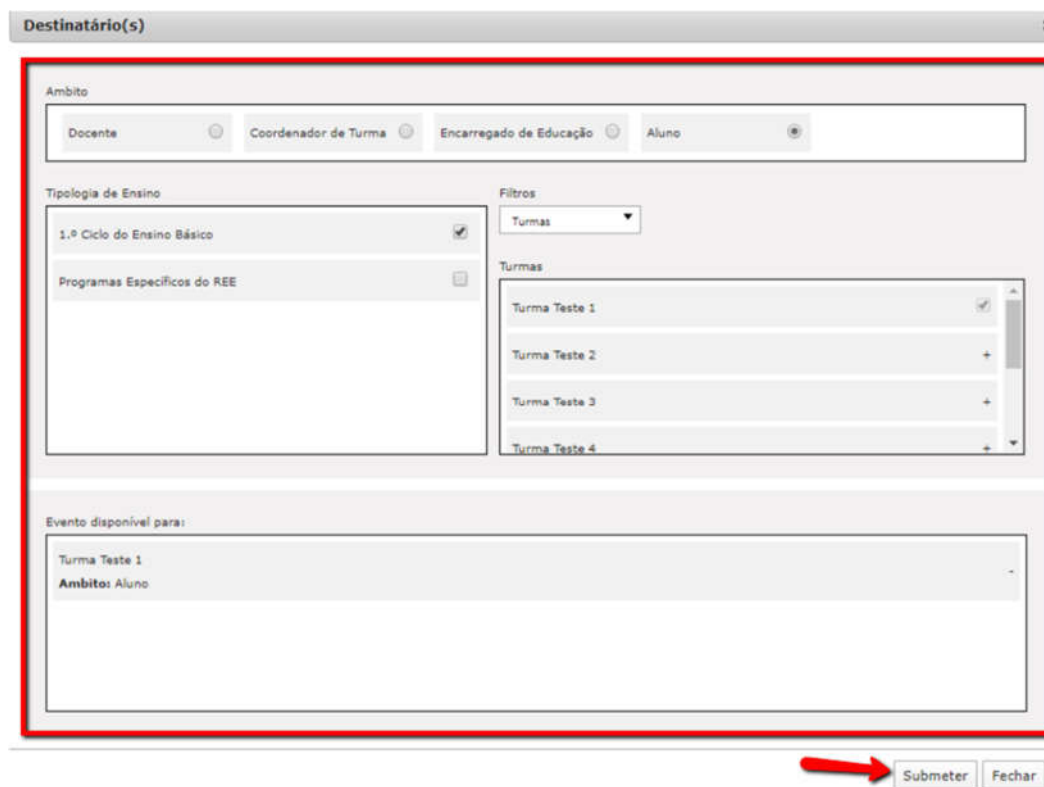 Destinatário(s)
Ambito
Docente
Coordenador de Turma
Encarregado de Educação
Aluno
Tipologia de Ensino
1.º Ciclo do Ensino Básico
Programas Específicos do REE
Filtros
Turmas
Turmas
Turma Teste 1
Turma Teste 2 +
Turma Teste 3 +
Turma Teste 4 +
Evento disponível para:
Turma Teste 1
Ambito: Aluno
-
Submeter
Fechar